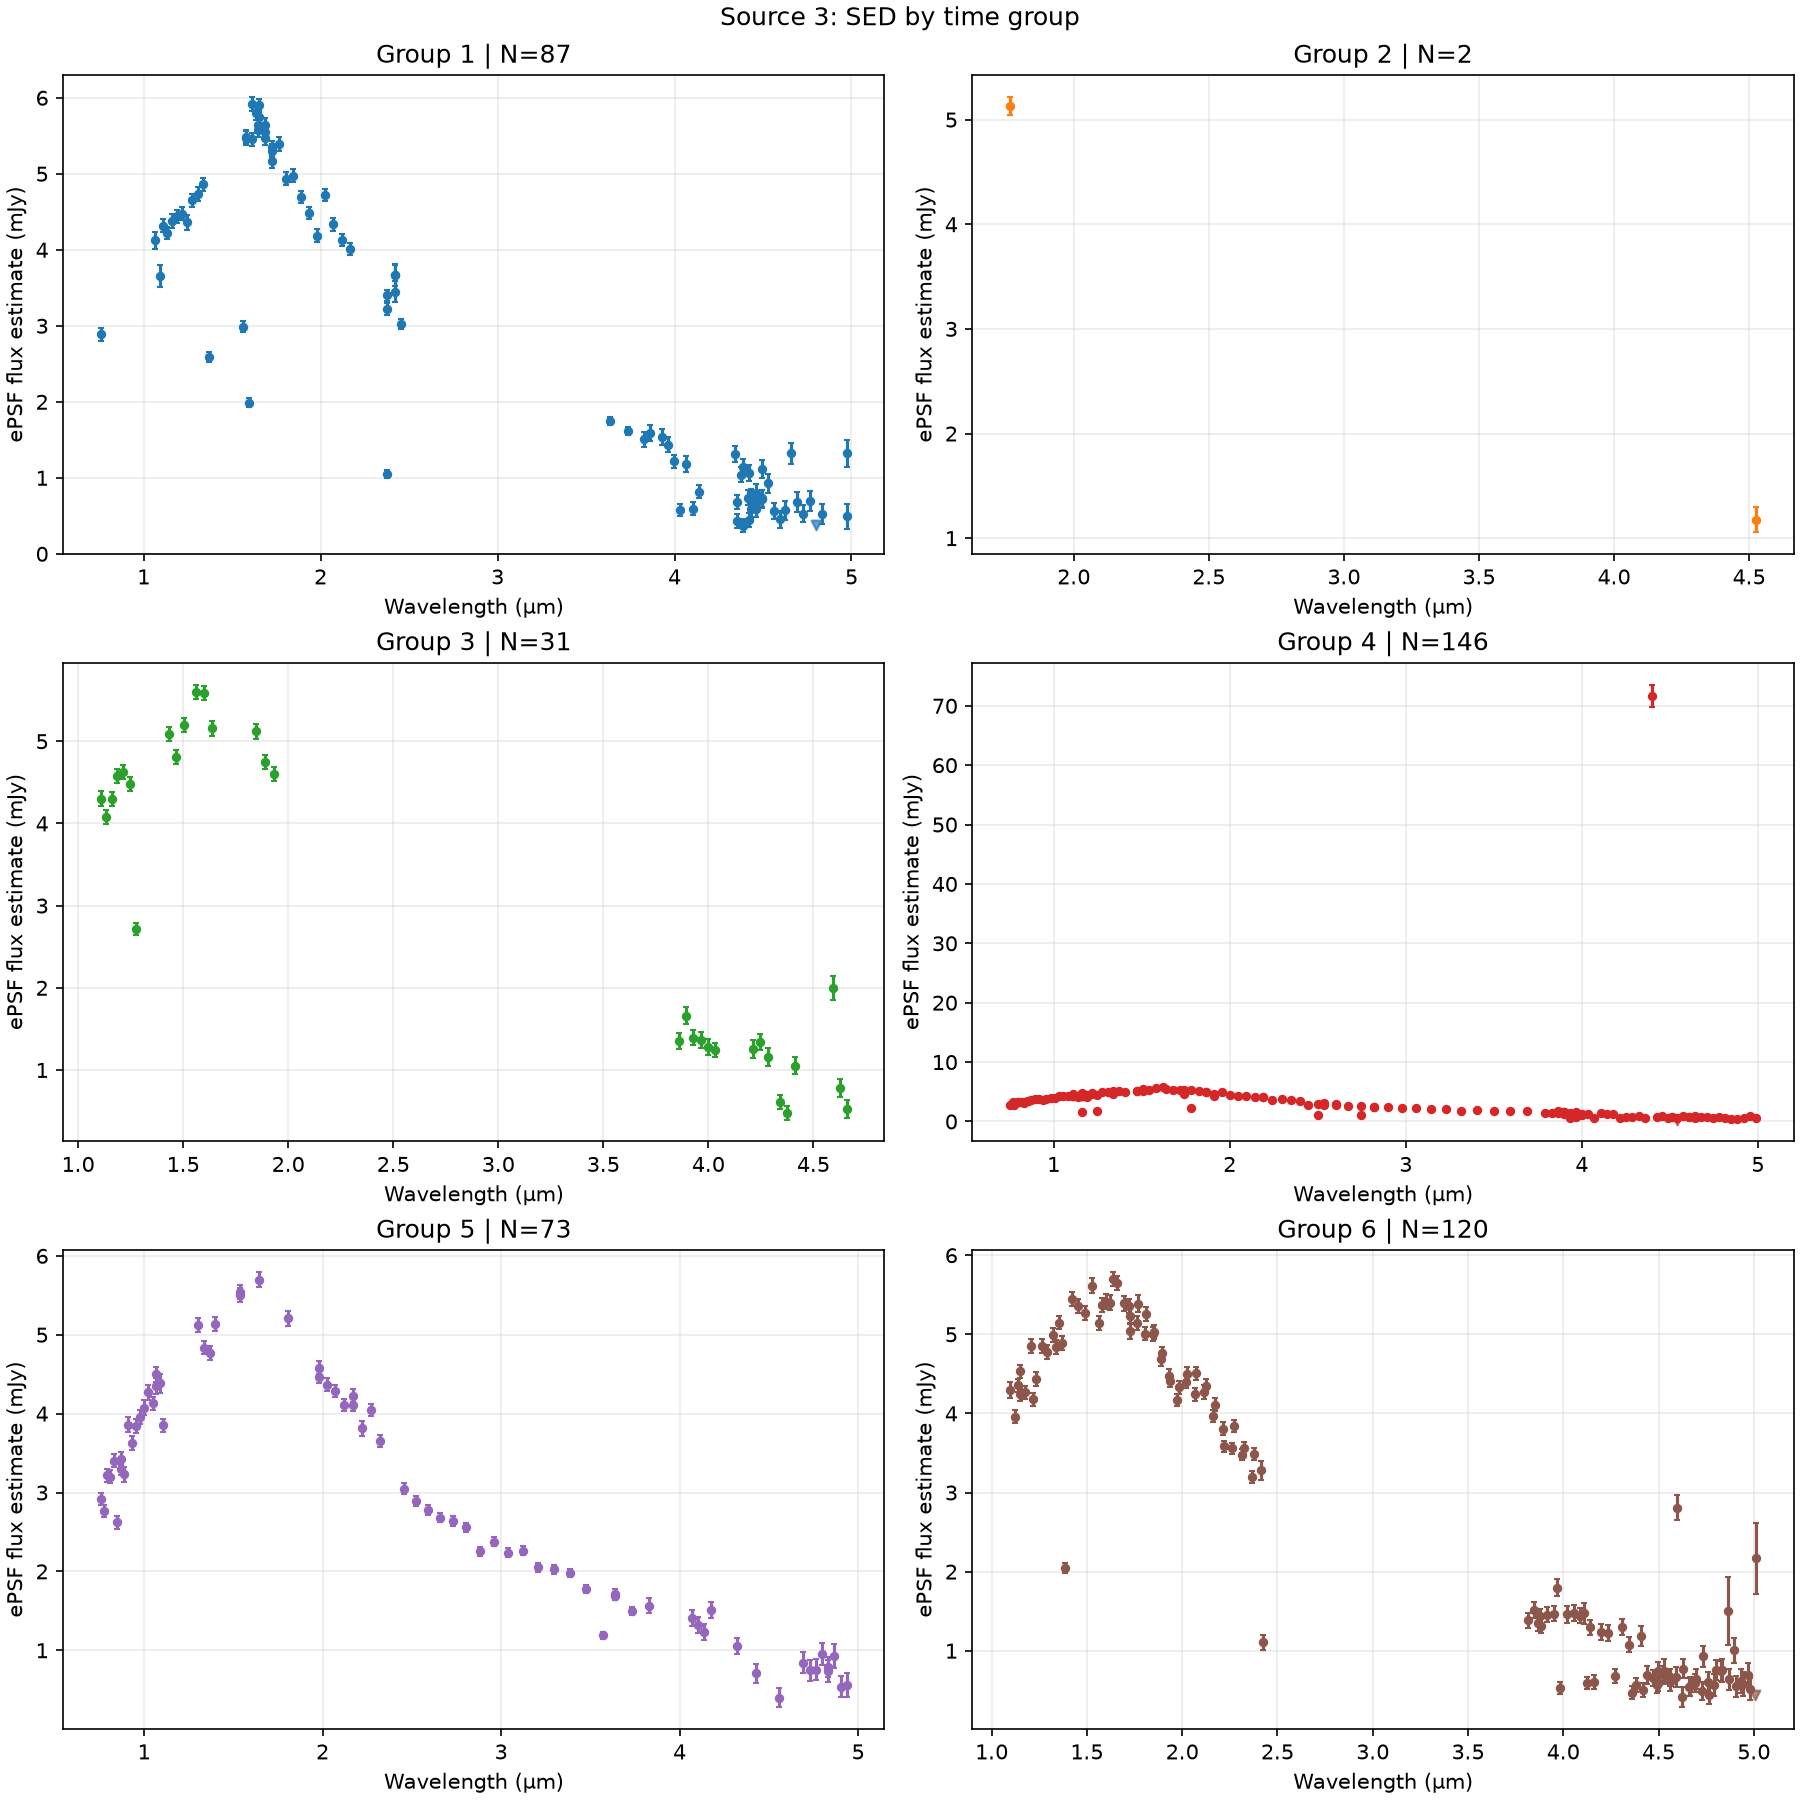 Source 3: SED by time group
Group 1 | N=87
ePSF flux estimate (mJy)
6
5
4
3
2
1
0
1 2 3 4 5
Wavelength (µm)
Group 2 | N=2
ePSF flux estimate (mJy)
5
4
3
2
1
2.0 2.5 3.0 3.5 4.0 4.5
Wavelength (µm)
Group 3 | N=31
ePSF flux estimate (mJy)
5
4
3
2
1
1.0 1.5 2.0 2.5 3.0 3.5 4.0 4.5
Wavelength (µm)
Group 4 | N=146
ePSF flux estimate (mJy)
70
60
50
40
30
20
10
0
1 2 3 4 5
Wavelength (µm)
Group 5 | N=73
ePSF flux estimate (mJy)
6
5
4
3
2
1
1 2 3 4 5
Wavelength (µm)
Group 6 | N=120
ePSF flux estimate (mJy)
6
5
4
3
2
1
1.0 1.5 2.0 2.5 3.0 3.5 4.0 4.5 5.0
Wavelength (µm)